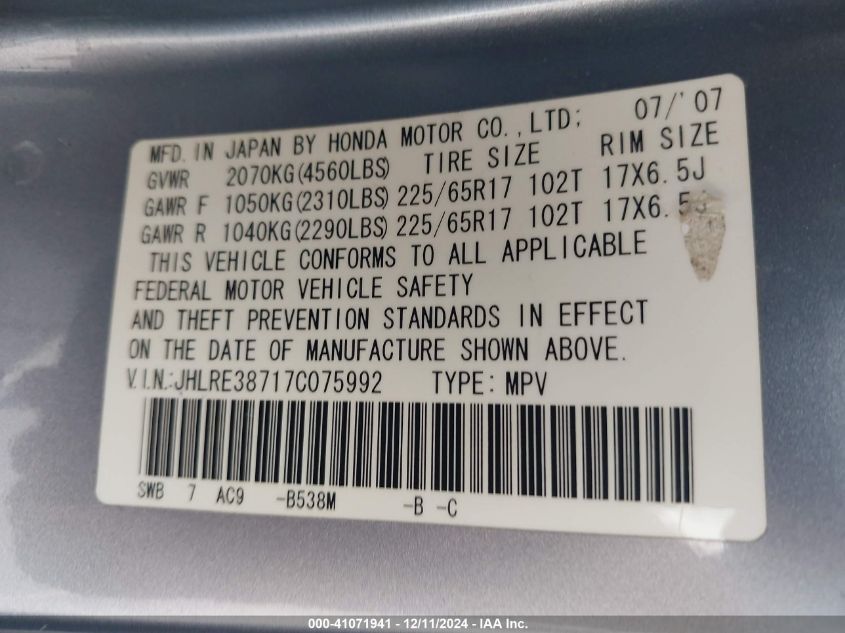 MFD. IN JAPAN BY HONDA MOTOR CO.,LTD; 07/'07
GVWR 2070KG(4560LBS) TIRE SIZE RIM SIZE
GAWR F 1050KG(2310LBS) 225/65R17 102T 17X6.5J
GAWR R 1040KG(2290LBS) 225/65R17 102T 17X6.5J
THIS VEHICLE CONFORMS TO ALL APPLICABLE
FEDERAL MOTOR VEHICLE SAFETY
AND THEFT PREVENTION STANDARDS IN EFFECT
ON THE DATE OF MANUFACTURE SHOWN ABOVE.
V.I.N.:JHLRE38717C075992 TYPE: MPV
SWB 7 AC9 -B538M -B -C
000-41071941 - 12/11/2024 - IAA Inc.